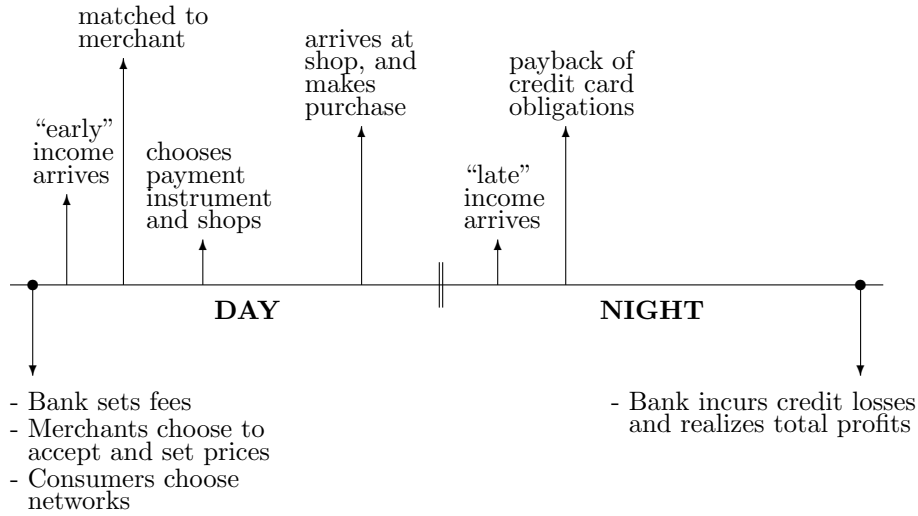 matched to
merchant
arrives at
shop, and
makes
purchase
payback of
credit card
obligations
“early”
income
arrives
chooses
payment
instrument
and shops
“late”
income
arrives
DAY
NIGHT
- Bank sets fees
- Merchants choose to
accept and set prices
- Consumers choose
networks
- Bank incurs credit losses
and realizes total profits